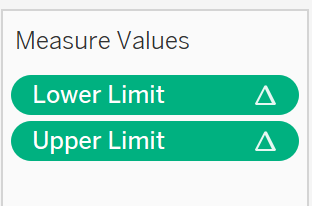 Measure Values
Lower Limit △
Upper Limit △